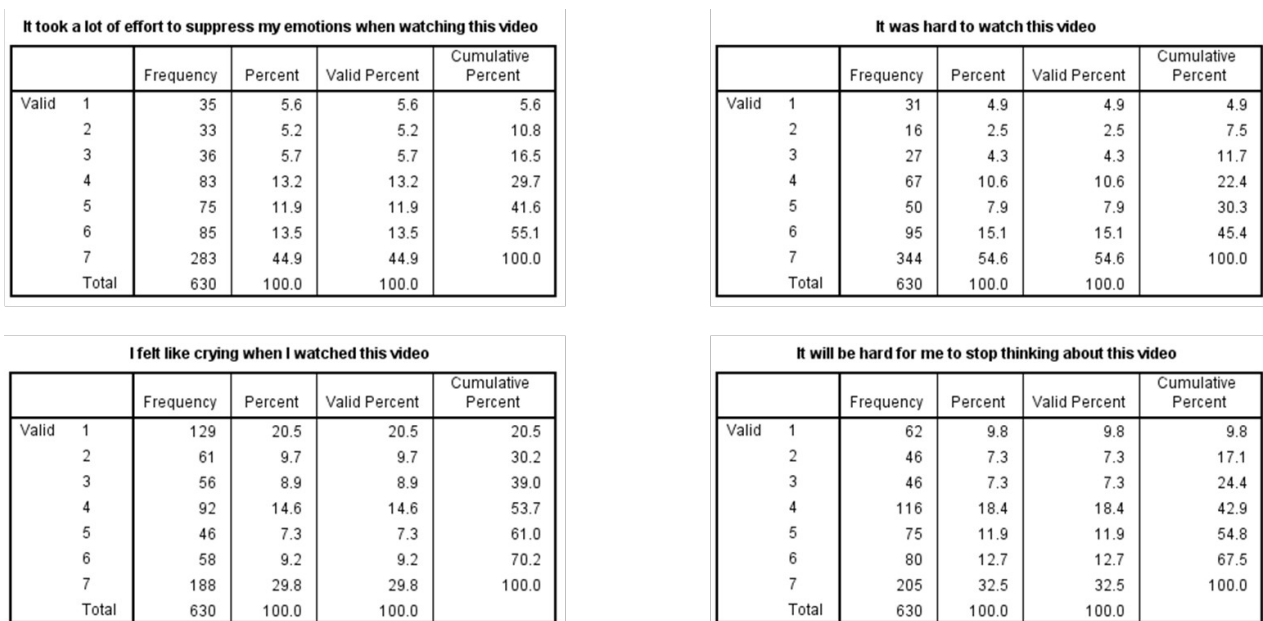 It took a lot of effort to suppress my emotions when watching this video
Frequency Percent Valid Percent Cumulative Percent
Valid 1 35 5.6 5.6 5.6
2 33 5.2 5.2 10.8
3 36 5.7 5.7 16.5
4 83 13.2 13.2 29.7
5 75 11.9 11.9 41.6
6 85 13.5 13.5 55.1
7 283 44.9 44.9 100.0
Total 630 100.0 100.0
It was hard to watch this video
Frequency Percent Valid Percent Cumulative Percent
Valid 1 31 4.9 4.9 4.9
2 16 2.5 2.5 7.5
3 27 4.3 4.3 11.7
4 67 10.6 10.6 22.4
5 50 7.9 7.9 30.3
6 95 15.1 15.1 45.4
7 344 54.6 54.6 100.0
Total 630 100.0 100.0
I felt like crying when I watched this video
Frequency Percent Valid Percent Cumulative Percent
Valid 1 129 20.5 20.5 20.5
2 61 9.7 9.7 30.2
3 56 8.9 8.9 39.0
4 92 14.6 14.6 53.7
5 46 7.3 7.3 61.0
6 58 9.2 9.2 70.2
7 188 29.8 29.8 100.0
Total 630 100.0 100.0
It will be hard for me to stop thinking about this video
Frequency Percent Valid Percent Cumulative Percent
Valid 1 62 9.8 9.8 9.8
2 46 7.3 7.3 17.1
3 46 7.3 7.3 24.4
4 116 18.4 18.4 42.9
5 75 11.9 11.9 54.8
6 80 12.7 12.7 67.5
7 205 32.5 32.5 100.0
Total 630 100.0 100.0